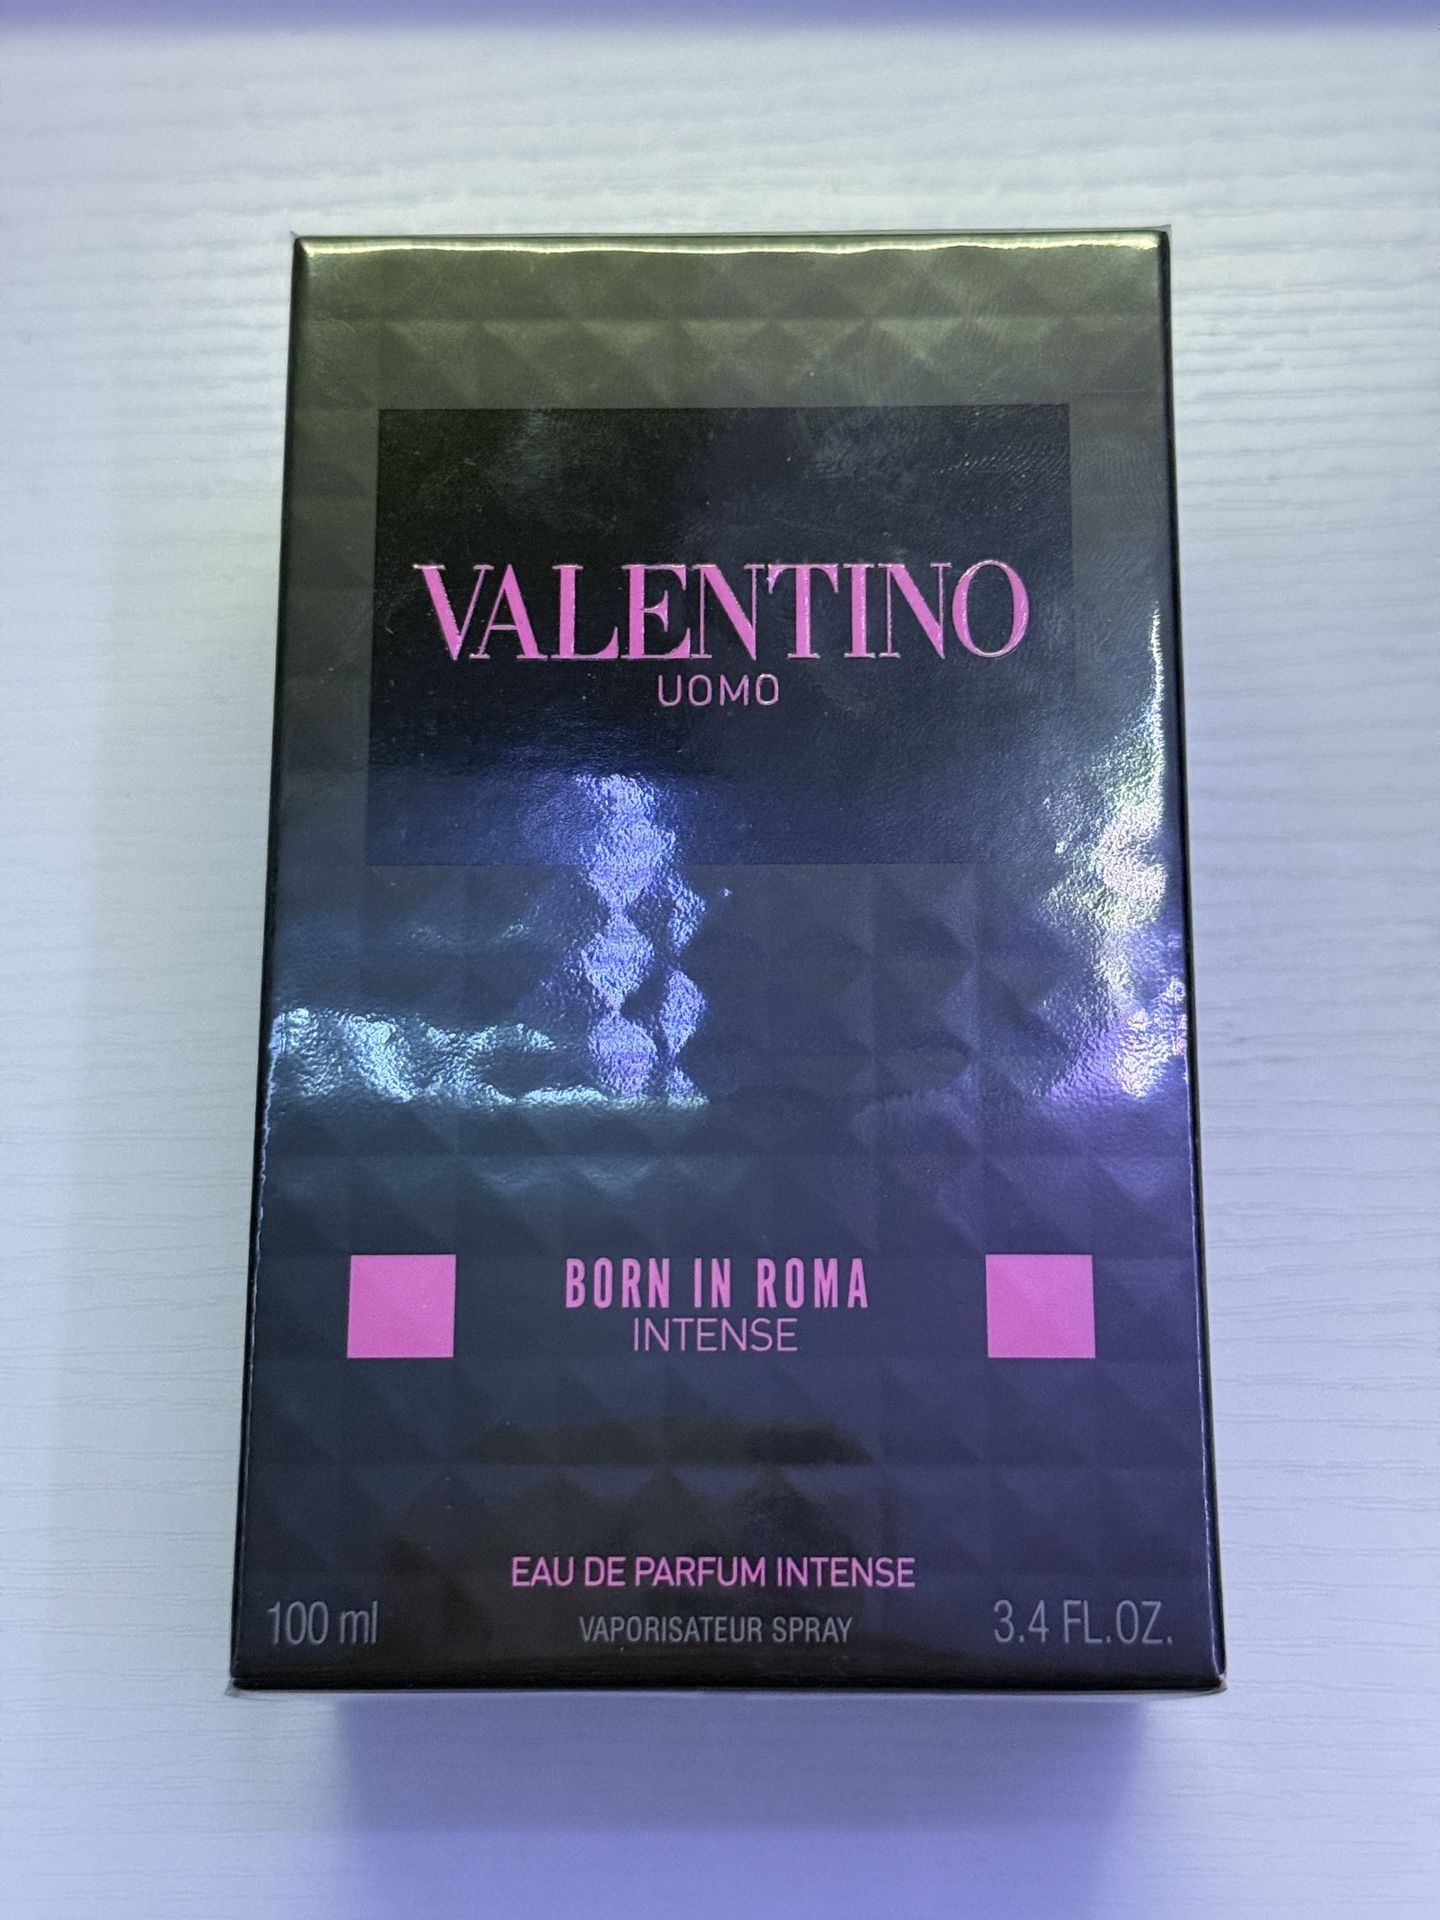 VALENTINO
UOMO
BORN IN ROMA
INTENSE
EAU DE PARFUM INTENSE
100 ml VAPORISATEUR SPRAY 3.4 FL.OZ.